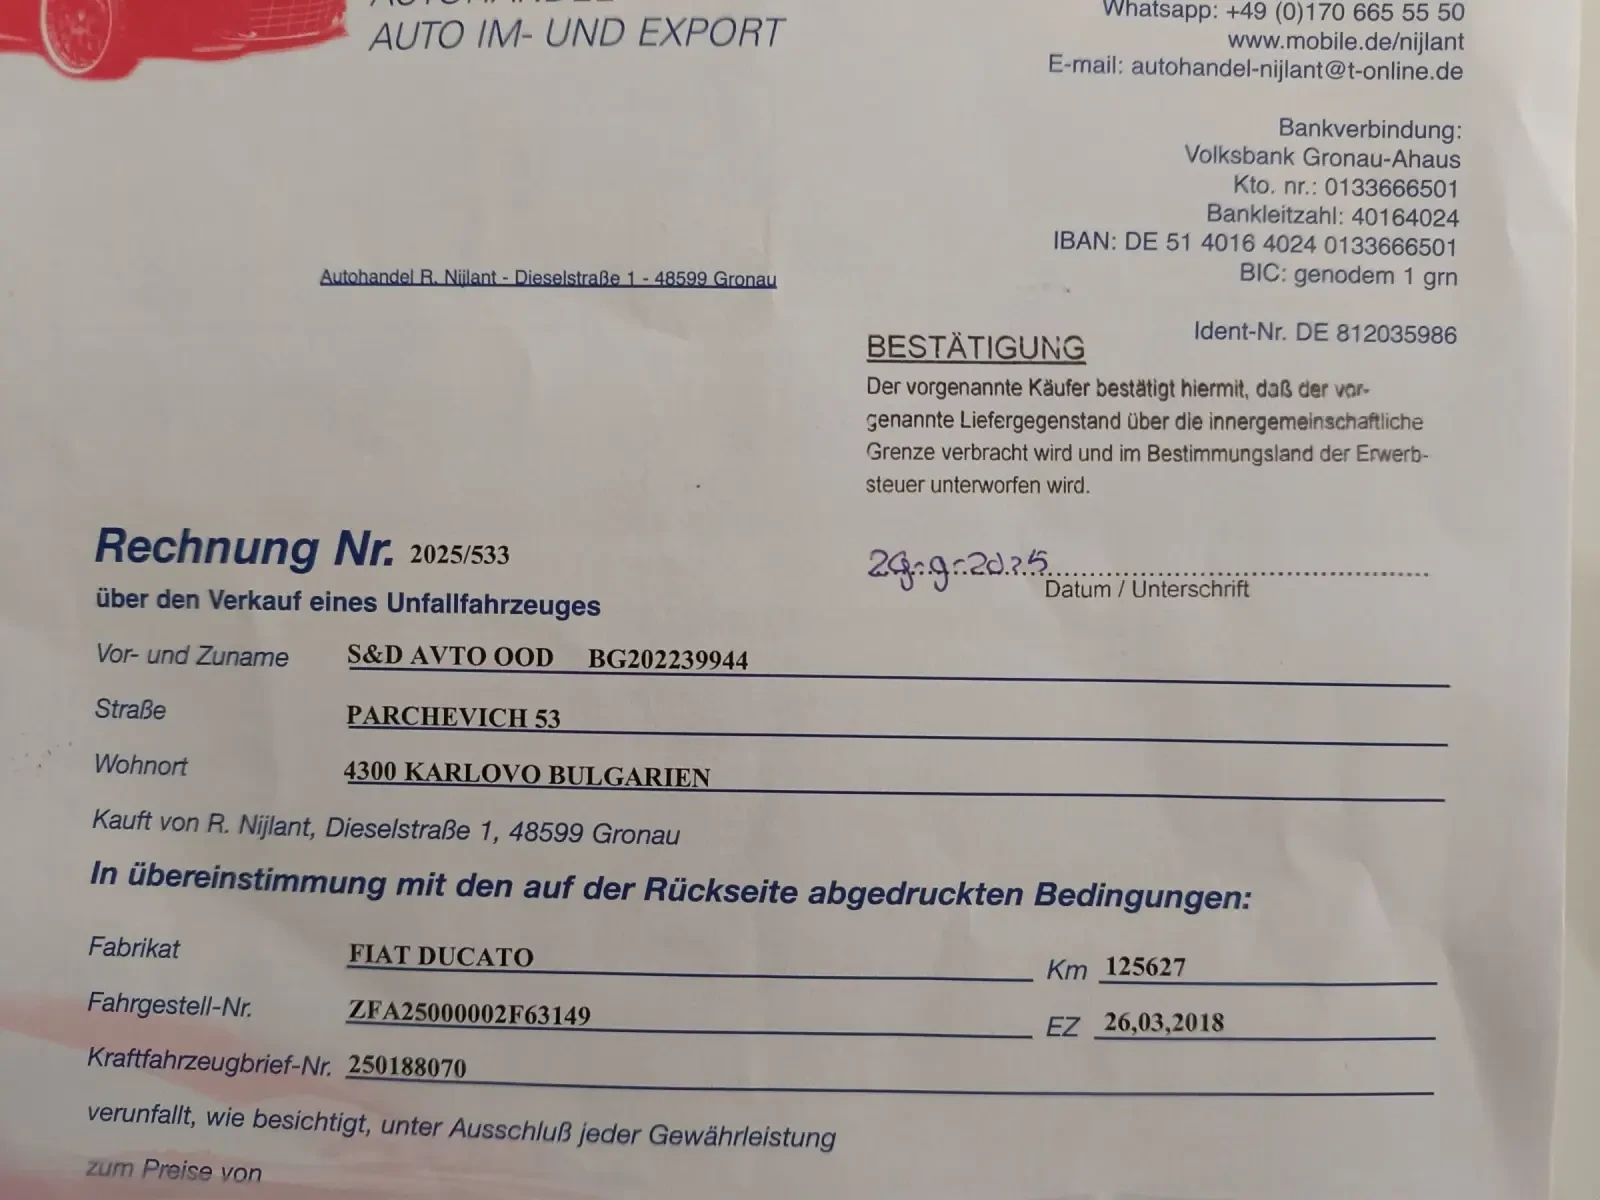 AUTOHANDEL
AUTO IM- UND EXPORT
Whatsapp: +49 (0)170 665 55 50
www.mobile.de/nijlant
E-mail: autohandel-nijlant@t-online.de
Bankverbindung:
Volksbank Gronau-Ahaus
Kto. nr.: 0133666501
Bankleitzahl: 40164024
IBAN: DE 51 4016 4024 0133666501
BIC: genodem 1 grn
Ident-Nr. DE 812035986
Autohandel R. Nijlant - Dieselstraße 1 - 48599 Gronau
BESTÄTIGUNG
Der vorgenannte Käufer bestätigt hiermit, daß der vor-
genannte Liefergegenstand über die innergemeinschaftliche
Grenze verbracht wird und im Bestimmungsland der Erwerb-
steuer unterworfen wird.
Datum / Unterschrift
Rechnung Nr. 2025/533
über den Verkauf eines Unfallfahrzeuges
Vor- und Zuname S&D AVTO OOD BG202239944
Straße PARCHEVICH 53
Wohnort 4300 KARLOVO BULGARIEN
Kauft von R. Nijlant, Dieselstraße 1, 48599 Gronau
In übereinstimmung mit den auf der Rückseite abgedruckten Bedingungen:
Fabrikat FIAT DUCATO Km 125627
Fahrgestell-Nr. ZFA25000002F63149 EZ 26,03,2018
Kraftfahrzeugbrief-Nr. 250188070
verunfallt, wie besichtigt, unter Ausschluß jeder Gewährleistung
zum Preise von